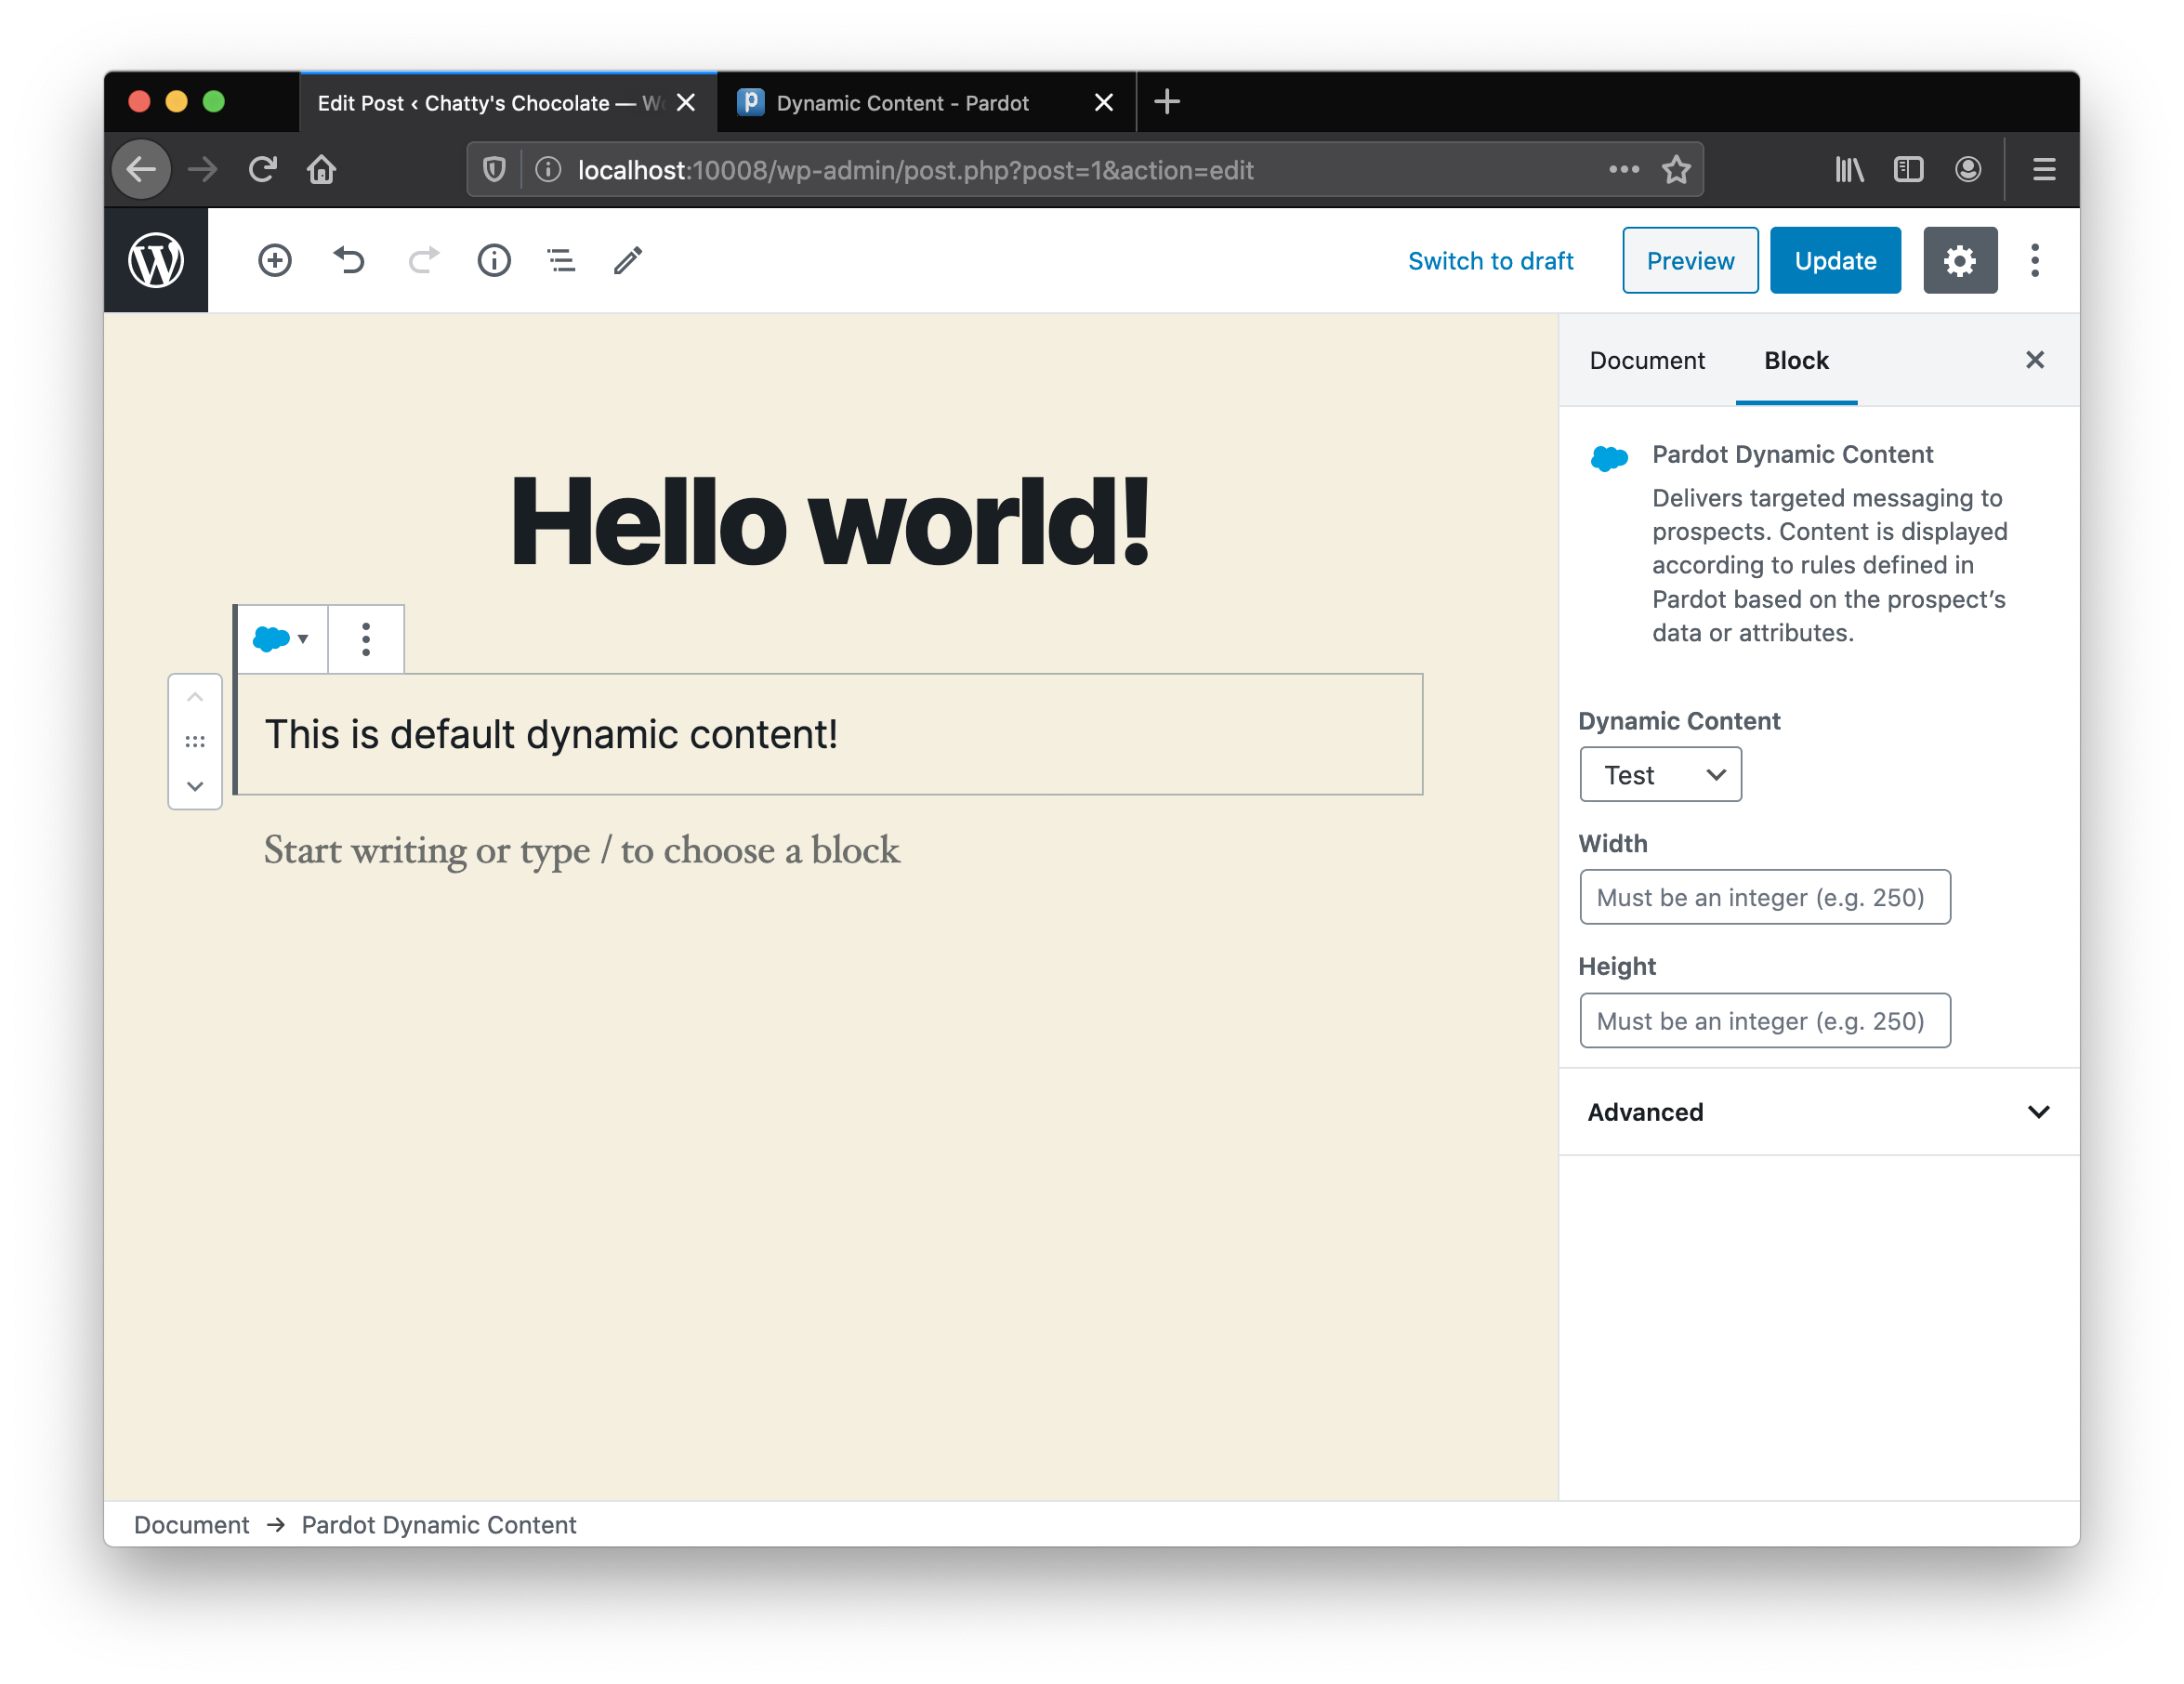 Edit Post ‹ Chatty's Chocolate — W
Dynamic Content - Pardot
localhost:10008/wp-admin/post.php?post=1&action=edit
Switch to draft
Preview
Update
Document
Block
Pardot Dynamic Content
Delivers targeted messaging to
prospects. Content is displayed
according to rules defined in
Pardot based on the prospect’s
data or attributes.
Hello world!
This is default dynamic content!
Start writing or type / to choose a block
Dynamic Content
Test
Width
Must be an integer (e.g. 250)
Height
Must be an integer (e.g. 250)
Advanced
Document → Pardot Dynamic Content